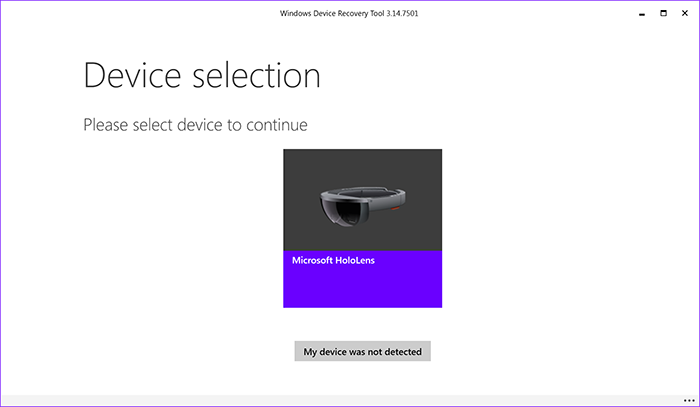 Windows Device Recovery Tool 3.14.7501
Device selection
Please select device to continue
Microsoft HoloLens
My device was not detected